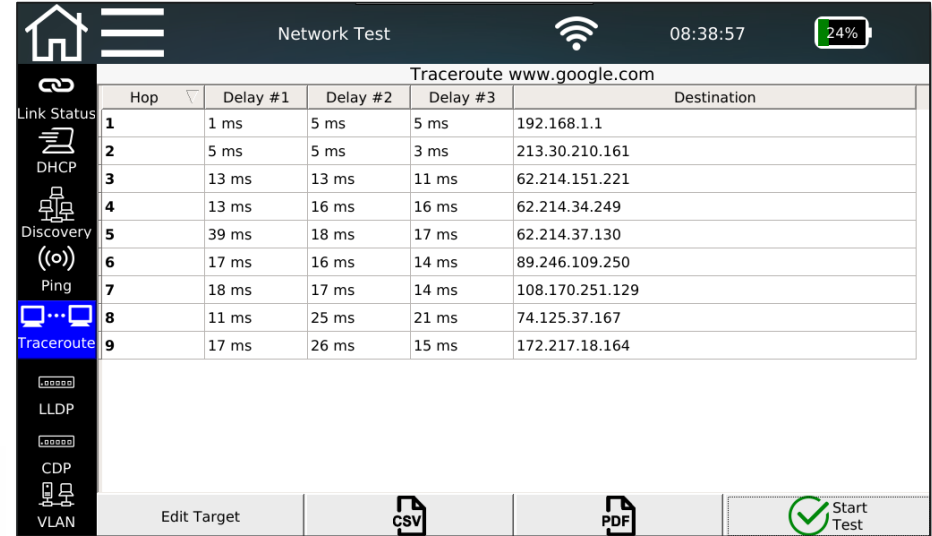 Network Test
08:38:57
24%
Traceroute www.google.com
Hop Delay #1 Delay #2 Delay #3 Destination
1 1 ms 5 ms 5 ms 192.168.1.1
2 5 ms 5 ms 3 ms 213.30.210.161
3 13 ms 13 ms 11 ms 62.214.151.221
4 13 ms 16 ms 16 ms 62.214.34.249
5 39 ms 18 ms 17 ms 62.214.37.130
6 17 ms 16 ms 14 ms 89.246.109.250
7 18 ms 17 ms 14 ms 108.170.251.129
8 11 ms 25 ms 21 ms 74.125.37.167
9 17 ms 26 ms 15 ms 172.217.18.164
Link Status
DHCP
Discovery
Ping
Traceroute
LLDP
CDP
VLAN
Edit Target
CSV
PDF
Start
Test